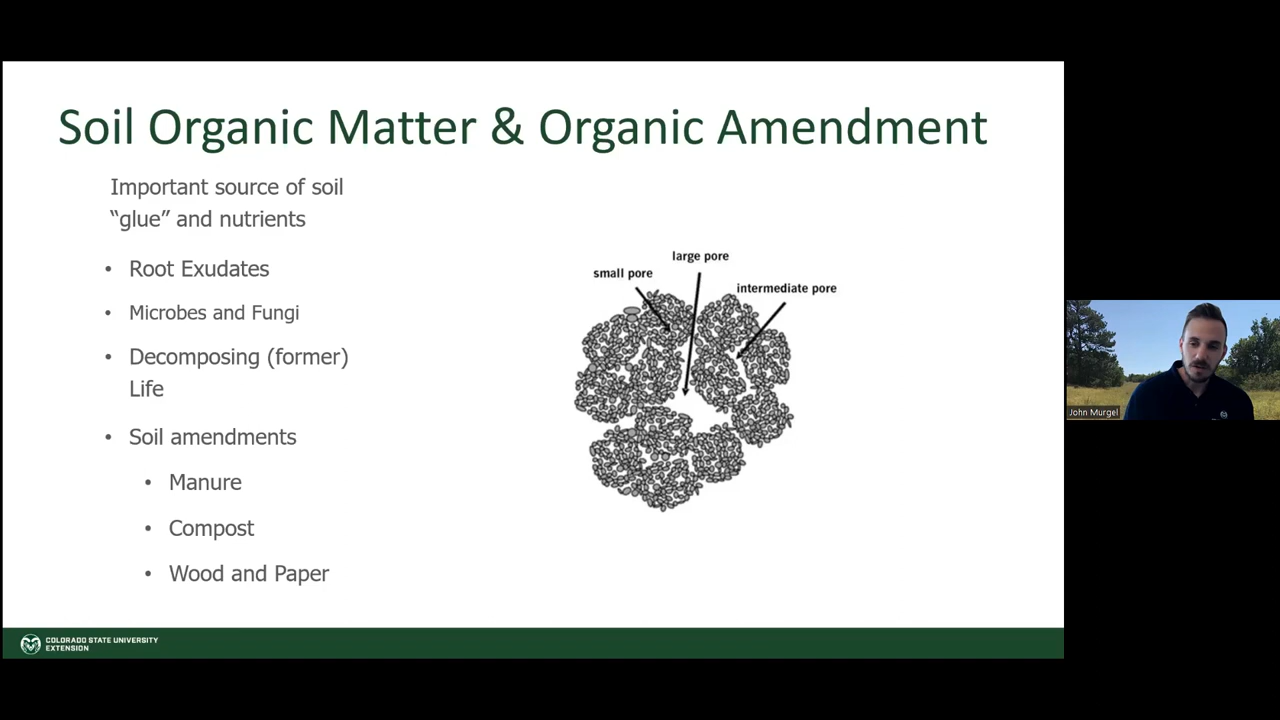 Soil Organic Matter & Organic Amendment
Important source of soil
“glue” and nutrients
• Root Exudates
• Microbes and Fungi
• Decomposing (former)
Life
• Soil amendments
• Manure
• Compost
• Wood and Paper
large pore
small pore
intermediate pore
John Murgel
COLORADO STATE UNIVERSITY
EXTENSION